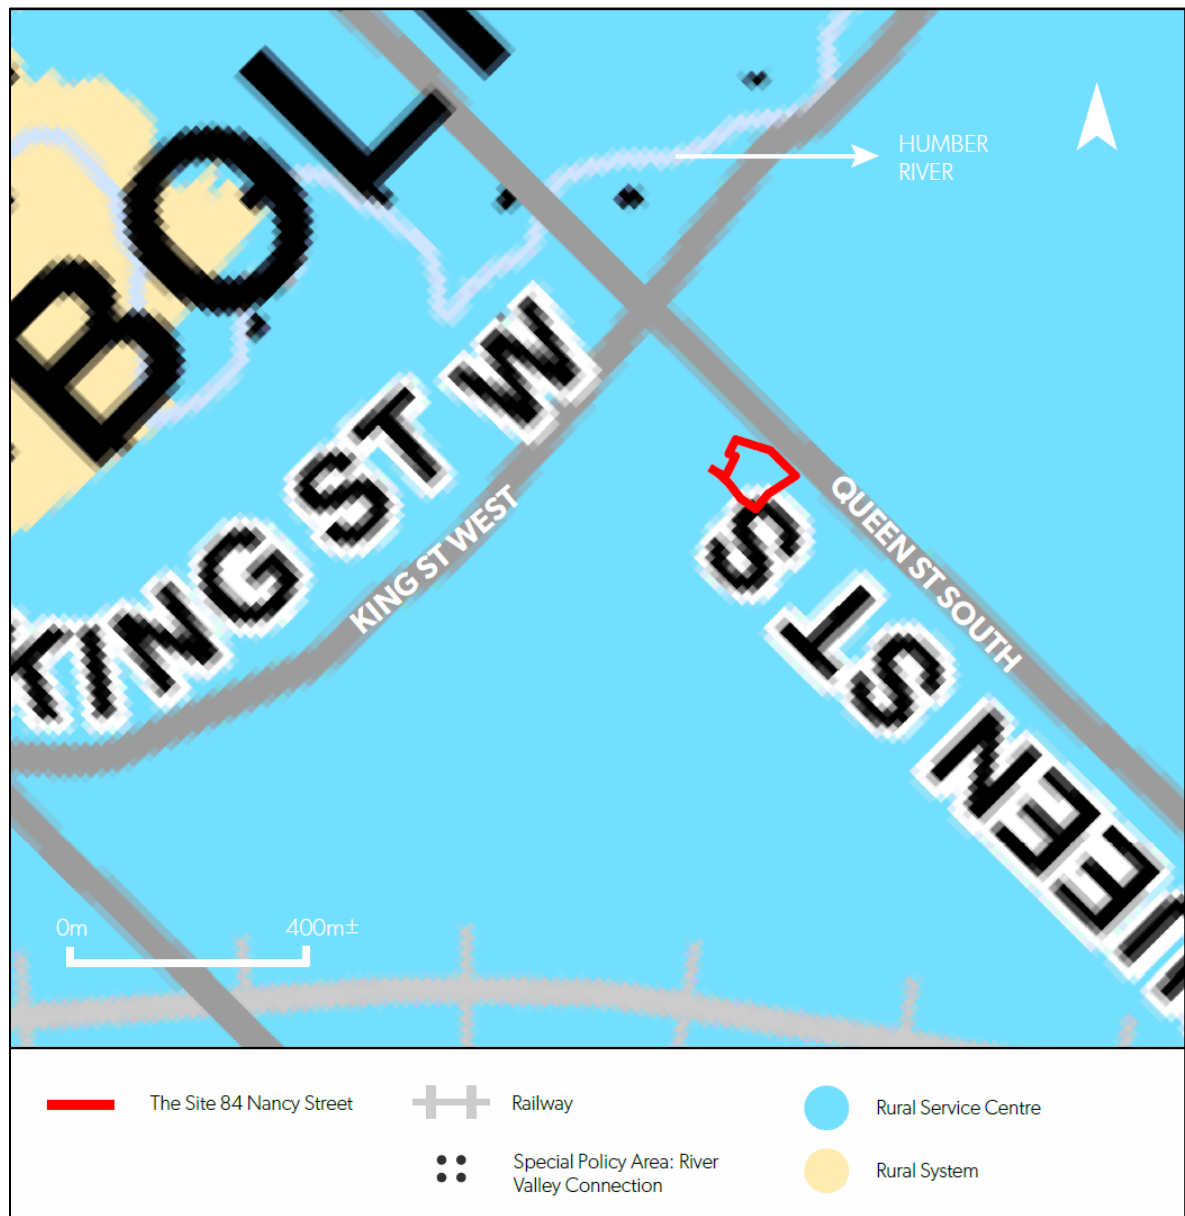 BOLT
HUMBER
RIVER
KING ST W
KING ST WEST
QUEEN ST SOUTH
UEEN ST S
0m
400m±
The Site 84 Nancy Street
Railway
Rural Service Centre
Special Policy Area: River
Valley Connection
Rural System